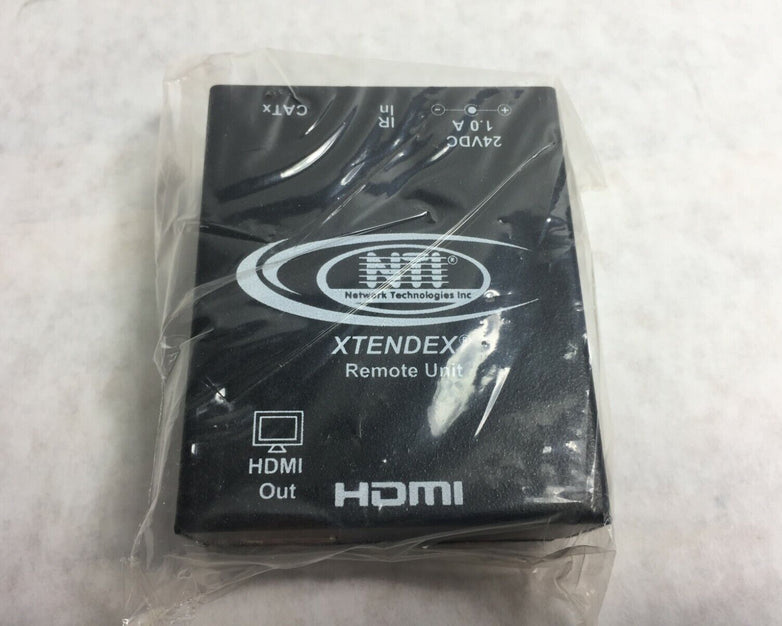 CATx
IR
In
24VDC
1.0 A
NTI®
Network Technologies Inc
XTENDEX®
Remote Unit
HDMI
Out
HDMI